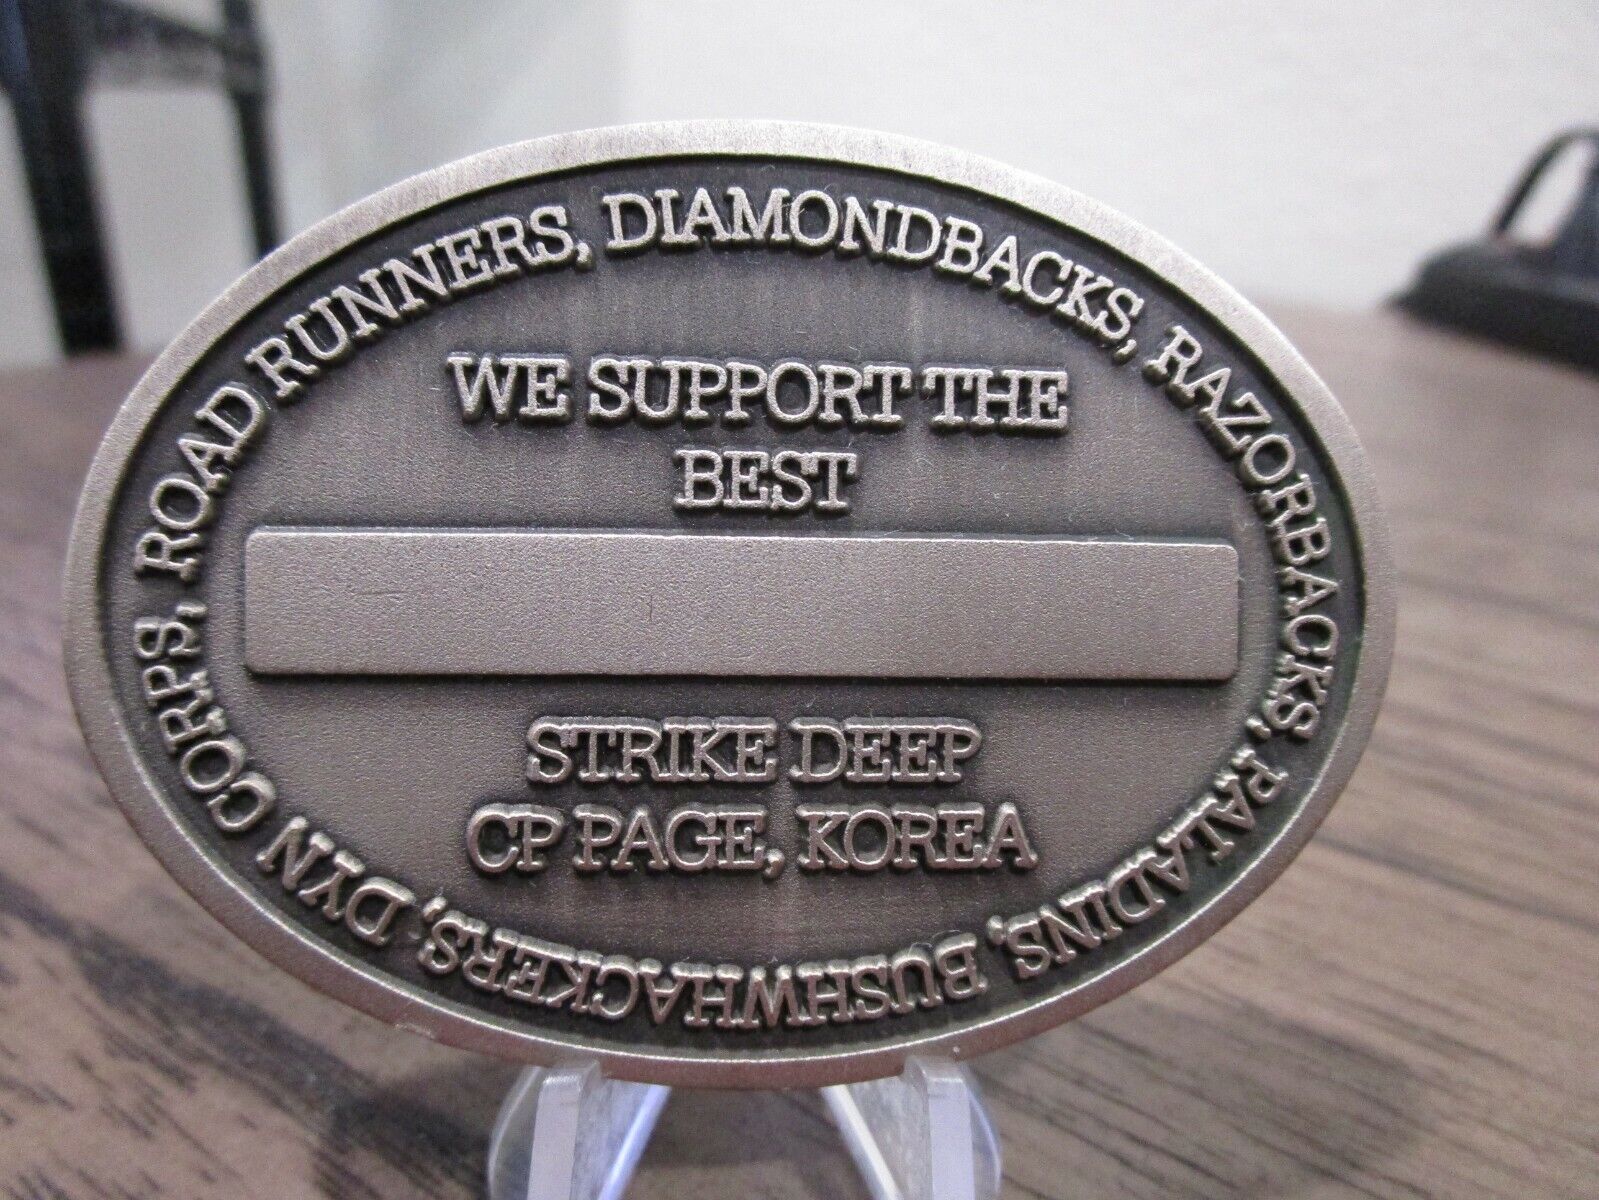 ROAD RUNNERS, DIAMONDBACKS, RAZORBACKS, PALADINS, BUSHWHACKERS, DYN CORPS,
WE SUPPORT THE
BEST
STRIKE DEEP
CP PAGE, KOREA